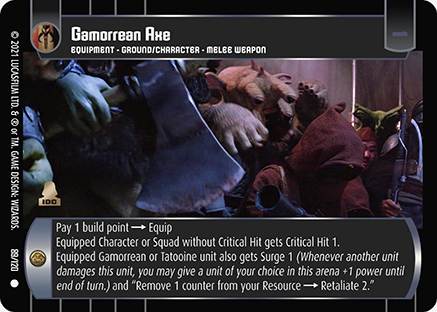 Gamorrean Axe
EQUIPMENT - GROUND/CHARACTER - MELEE WEAPON
© 2021 LUCASFILM LTD. & ® or TM. GAME DESIGN: WIZARDS.
IDC
Pay 1 build point → Equip
Equipped Character or Squad without Critical Hit gets Critical Hit 1.
Equipped Gamorrean or Tatooine unit also gets Surge 1 (Whenever another unit
damages this unit, you may give a unit of your choice in this arena +1 power until
end of turn.) and “Remove 1 counter from your Resource → Retaliate 2.”